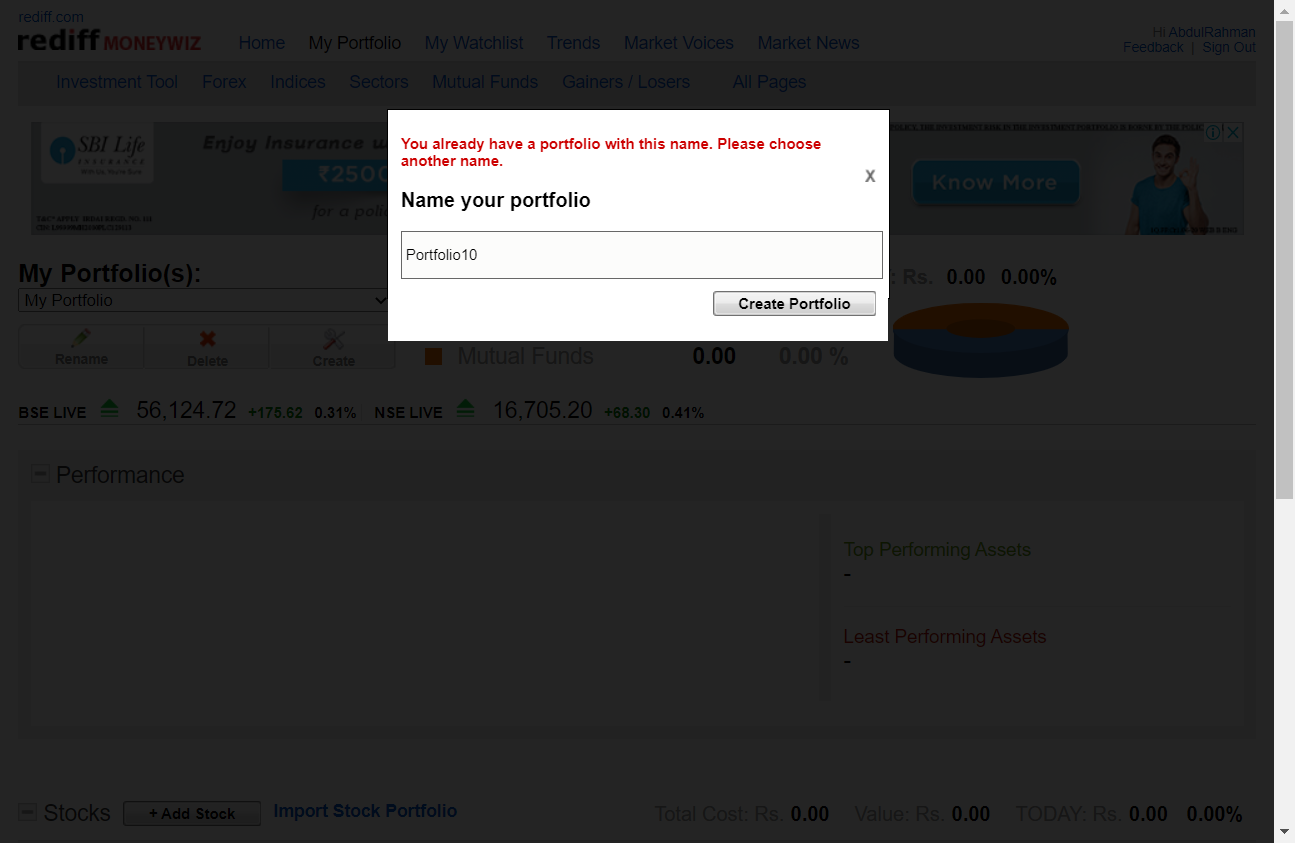 rediff.com
rediff MONEYWIZ
Home My Portfolio My Watchlist Trends Market Voices Market News
Hi AbdulRahman
Feedback | Sign Out
Investment Tool Forex Indices Sectors Mutual Funds Gainers / Losers All Pages
SBI Life
INSURANCE
With Us, You're Sure
Enjoy Insurance
₹2500
for a
Know More
You already have a portfolio with this name. Please choose
another name.
X
Name your portfolio
Portfolio10
Create Portfolio
My Portfolio(s):
: Rs. 0.00 0.00%
My Portfolio
Rename Delete Create
Mutual Funds 0.00 0.00 %
BSE LIVE 56,124.72 +175.62 0.31% NSE LIVE 16,705.20 +68.30 0.41%
Performance
Top Performing Assets
-
Least Performing Assets
-
Stocks + Add Stock Import Stock Portfolio Total Cost: Rs. 0.00 Value: Rs. 0.00 TODAY: Rs. 0.00 0.00%